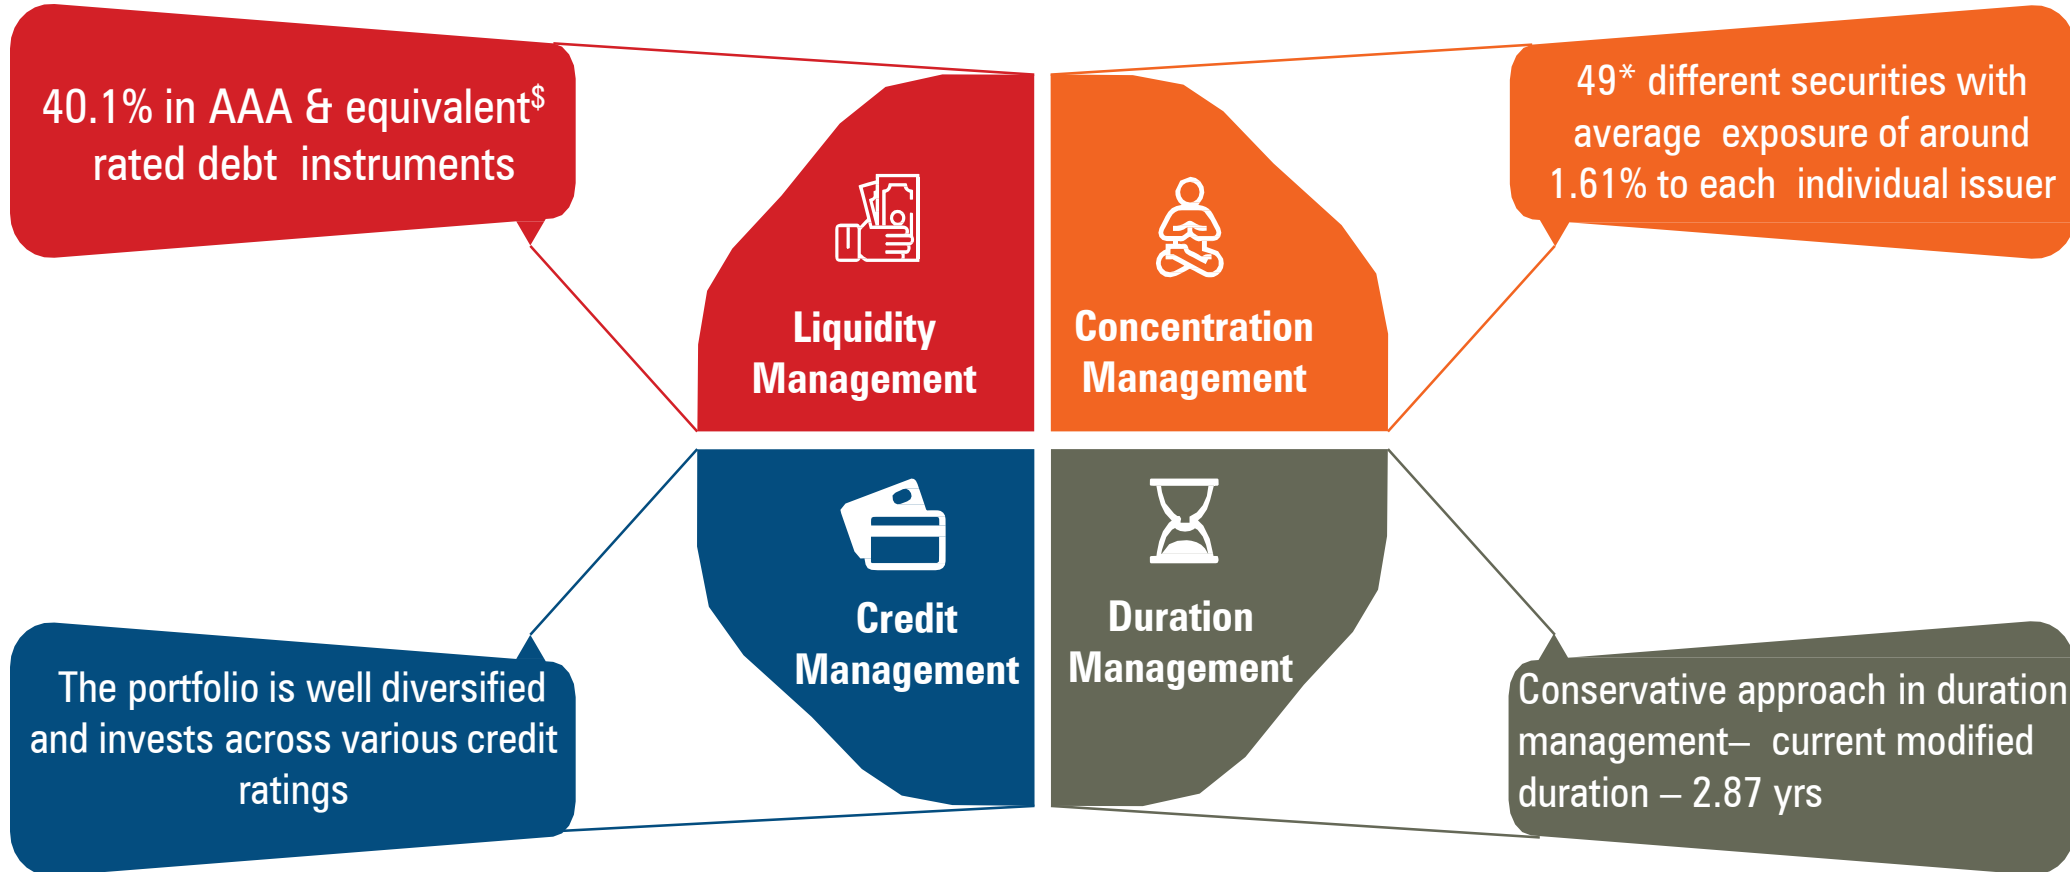 40.1% in AAA & equivalent$
rated debt instruments
49* different securities with
average exposure of around
1.61% to each individual issuer
Liquidity
Management
Concentration
Management
Credit
Management
Duration
Management
The portfolio is well diversified
and invests across various credit
ratings
Conservative approach in duration
management– current modified
duration – 2.87 yrs